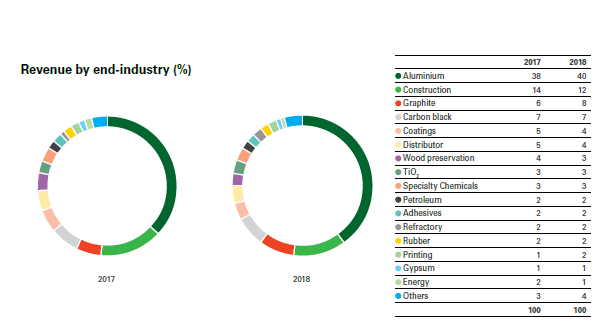 Revenue by end-industry (%)
2017 2018
Aluminium 38 40
Construction 14 12
Graphite 6 8
Carbon black 7 7
Coatings 5 4
Distributor 5 4
Wood preservation 4 3
TiO₂ 3 3
Specialty Chemicals 3 3
Petroleum 2 2
Adhesives 2 2
Refractory 2 2
Rubber 2 2
Printing 1 2
Gypsum 1 1
Energy 2 1
Others 3 4
100 100
2017 2018